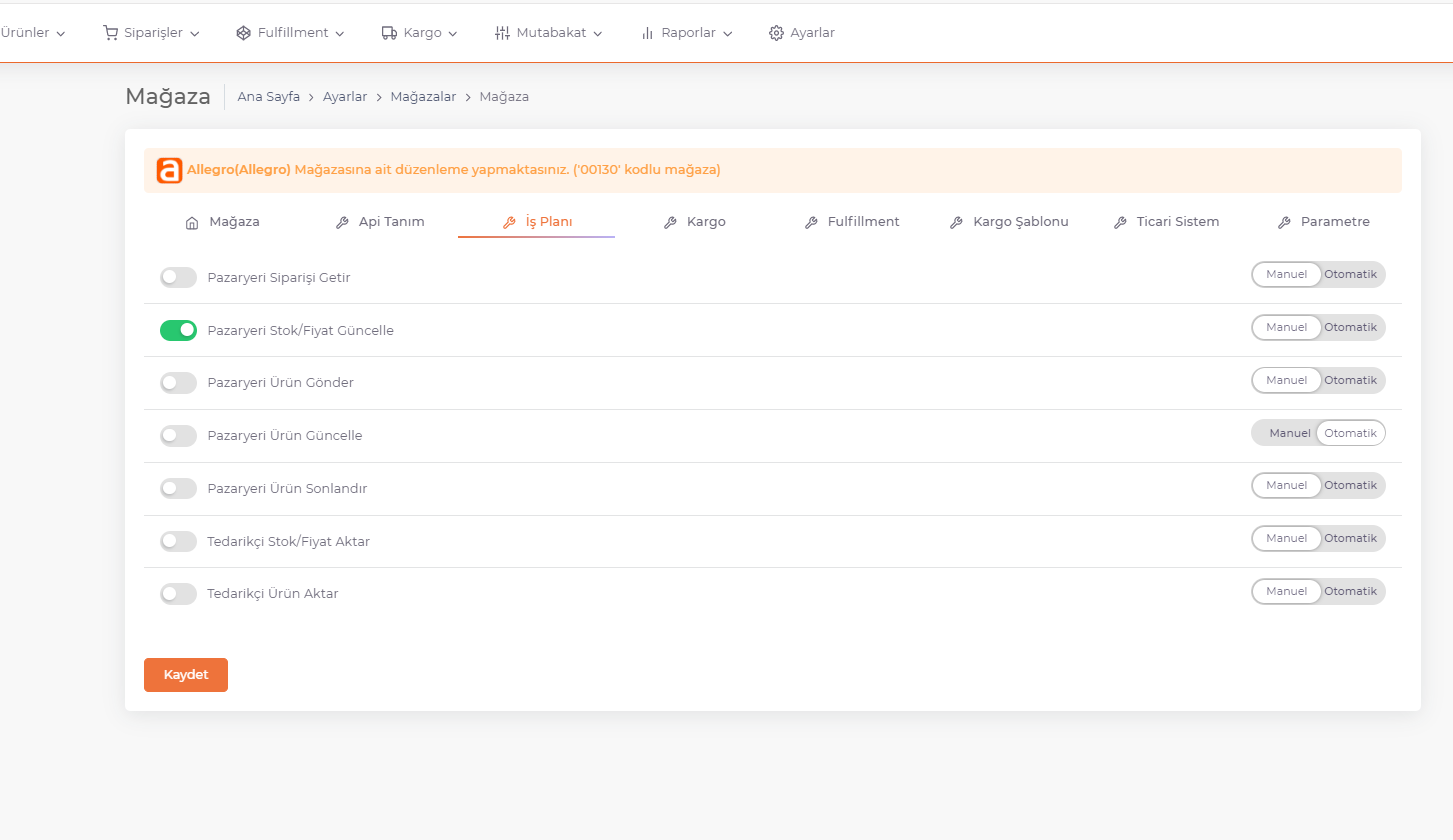 Ürünler Siparişler Fulfillment Kargo Mutabakat Raporlar Ayarlar
Mağaza Ana Sayfa > Ayarlar > Mağazalar > Mağaza
a Allegro(Allegro) Mağazasına ait düzenleme yapmaktasınız. ('00130' kodlu mağaza)
Mağaza Api Tanım İş Planı Kargo Fulfillment Kargo Şablonu Ticari Sistem Parametre
Pazaryeri Siparişi Getir Manuel Otomatik
Pazaryeri Stok/Fiyat Güncelle Manuel Otomatik
Pazaryeri Ürün Gönder Manuel Otomatik
Pazaryeri Ürün Güncelle Manuel Otomatik
Pazaryeri Ürün Sonlandır Manuel Otomatik
Tedarikçi Stok/Fiyat Aktar Manuel Otomatik
Tedarikçi Ürün Aktar Manuel Otomatik
Kaydet